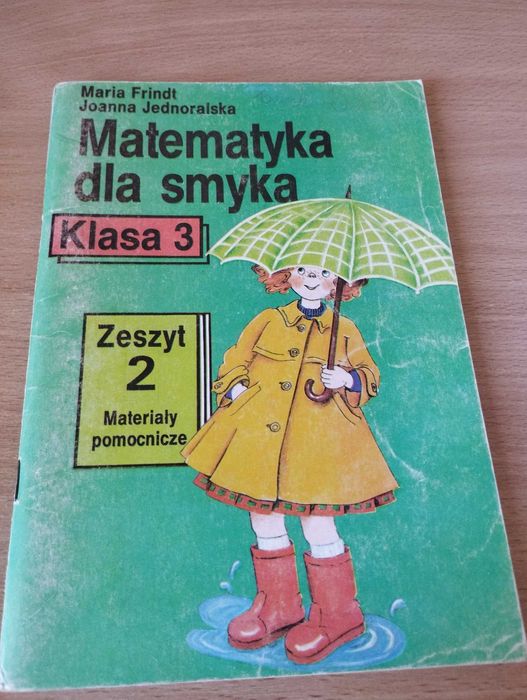 Maria Frindt
Joanna Jednoralska
Matematyka
dla smyka
Klasa 3
Zeszyt
2
Materiały
pomocnicze